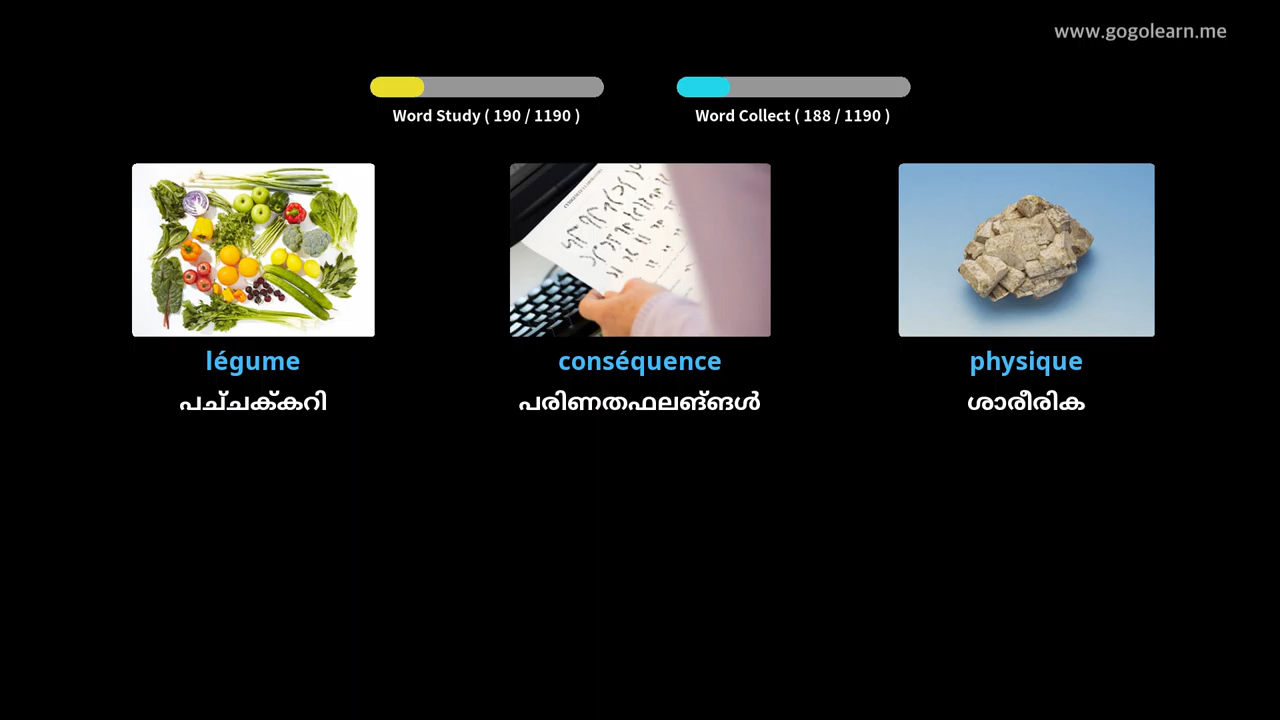 www.gogolearn.me
Word Study ( 190 / 1190 )
Word Collect ( 188 / 1190 )
légume
conséquence
physique
പച്ചക്കറി
പരിണതഫലങ്ങൾ
ശാരീരിക